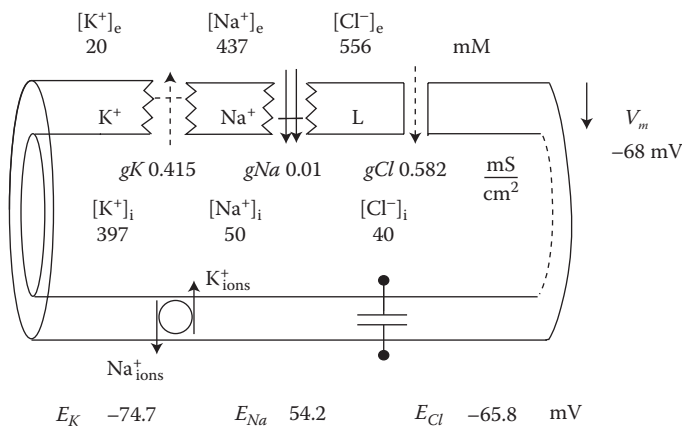 [K⁺]ₑ [Na⁺]ₑ [Cl⁻]ₑ
20 437 556 mM
K⁺ Na⁺ L Vₘ
−68 mV
gK 0.415 gNa 0.01 gCl 0.582 mS/cm²
[K⁺]ᵢ [Na⁺]ᵢ [Cl⁻]ᵢ
397 50 40
K⁺ions
Na⁺ions
E_K −74.7 E_Na 54.2 E_Cl −65.8 mV